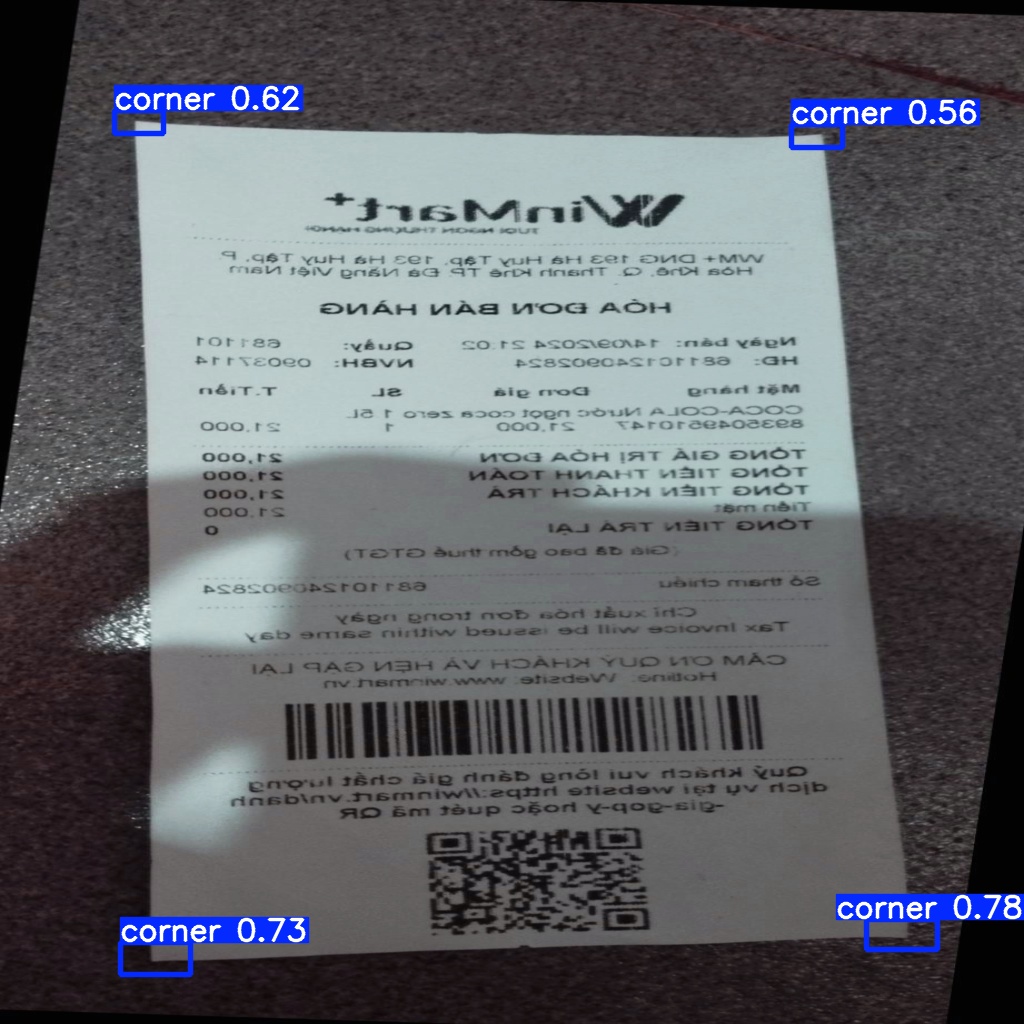 corner 0.62
corner 0.56
WinMart+
TƯƠI NGON THƯỢNG HẠNG
WM+ DNG 193 Hà Huy Tập, 193 Hà Huy Tập, P.
Hòa Khê, Q. Thanh Khê TP. Đà Nẵng Việt Nam
HÓA ĐƠN BÁN HÀNG
Ngày bán: 14/09/2024 21:02 Quầy: 681101
HĐ: 681101240902824 NVBH: 09037114
Mặt hàng Đơn giá SL T.Tiền
COCA-COLA Nước ngọt coca zero 1.5L
8935049510147 21,000 1 21,000
TỔNG GIÁ TRỊ HÓA ĐƠN 21,000
TỔNG TIỀN THANH TOÁN 21,000
TỔNG TIỀN KHÁCH TRẢ 21,000
Tiền mặt 21,000
TỔNG TIỀN TRẢ LẠI 0
(Giá đã bao gồm thuế GTGT)
Số tham chiếu 681101240902824
Chỉ xuất hóa đơn trong ngày
Tax Invoice will be issued within same day
CẢM ƠN QUÝ KHÁCH VÀ HẸN GẶP LẠI
Hotline: Website: www.winmart.vn
Quý khách vui lòng đánh giá chất lượng
dịch vụ tại website https://winmart.vn/danh
-gia-gop-y hoặc quét mã QR
corner 0.73
corner 0.78